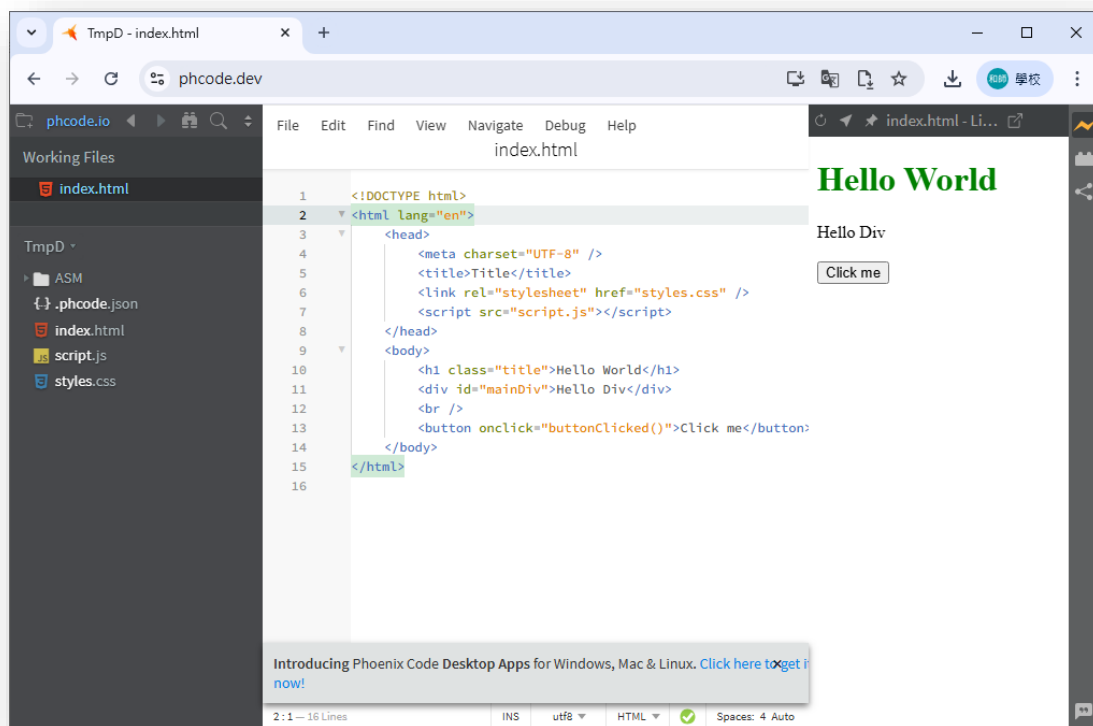 TmpD - index.html
phcode.dev
學校
phcode.io
Working Files
index.html
TmpD
ASM
.phcode.json
index.html
script.js
styles.css
File Edit Find View Navigate Debug Help
index.html
1 <!DOCTYPE html>
2 <html lang="en">
3 <head>
4 <meta charset="UTF-8" />
5 <title>Title</title>
6 <link rel="stylesheet" href="styles.css" />
7 <script src="script.js"></script>
8 </head>
9 <body>
10 <h1 class="title">Hello World</h1>
11 <div id="mainDiv">Hello Div</div>
12 <br />
13 <button onclick="buttonClicked()">Click me</button>
14 </body>
15 </html>
16
Introducing Phoenix Code Desktop Apps for Windows, Mac & Linux. Click here to get i
now!
2:1 — 16 Lines INS utf8 HTML Spaces: 4 Auto
index.html - Li...
Hello World
Hello Div
Click me